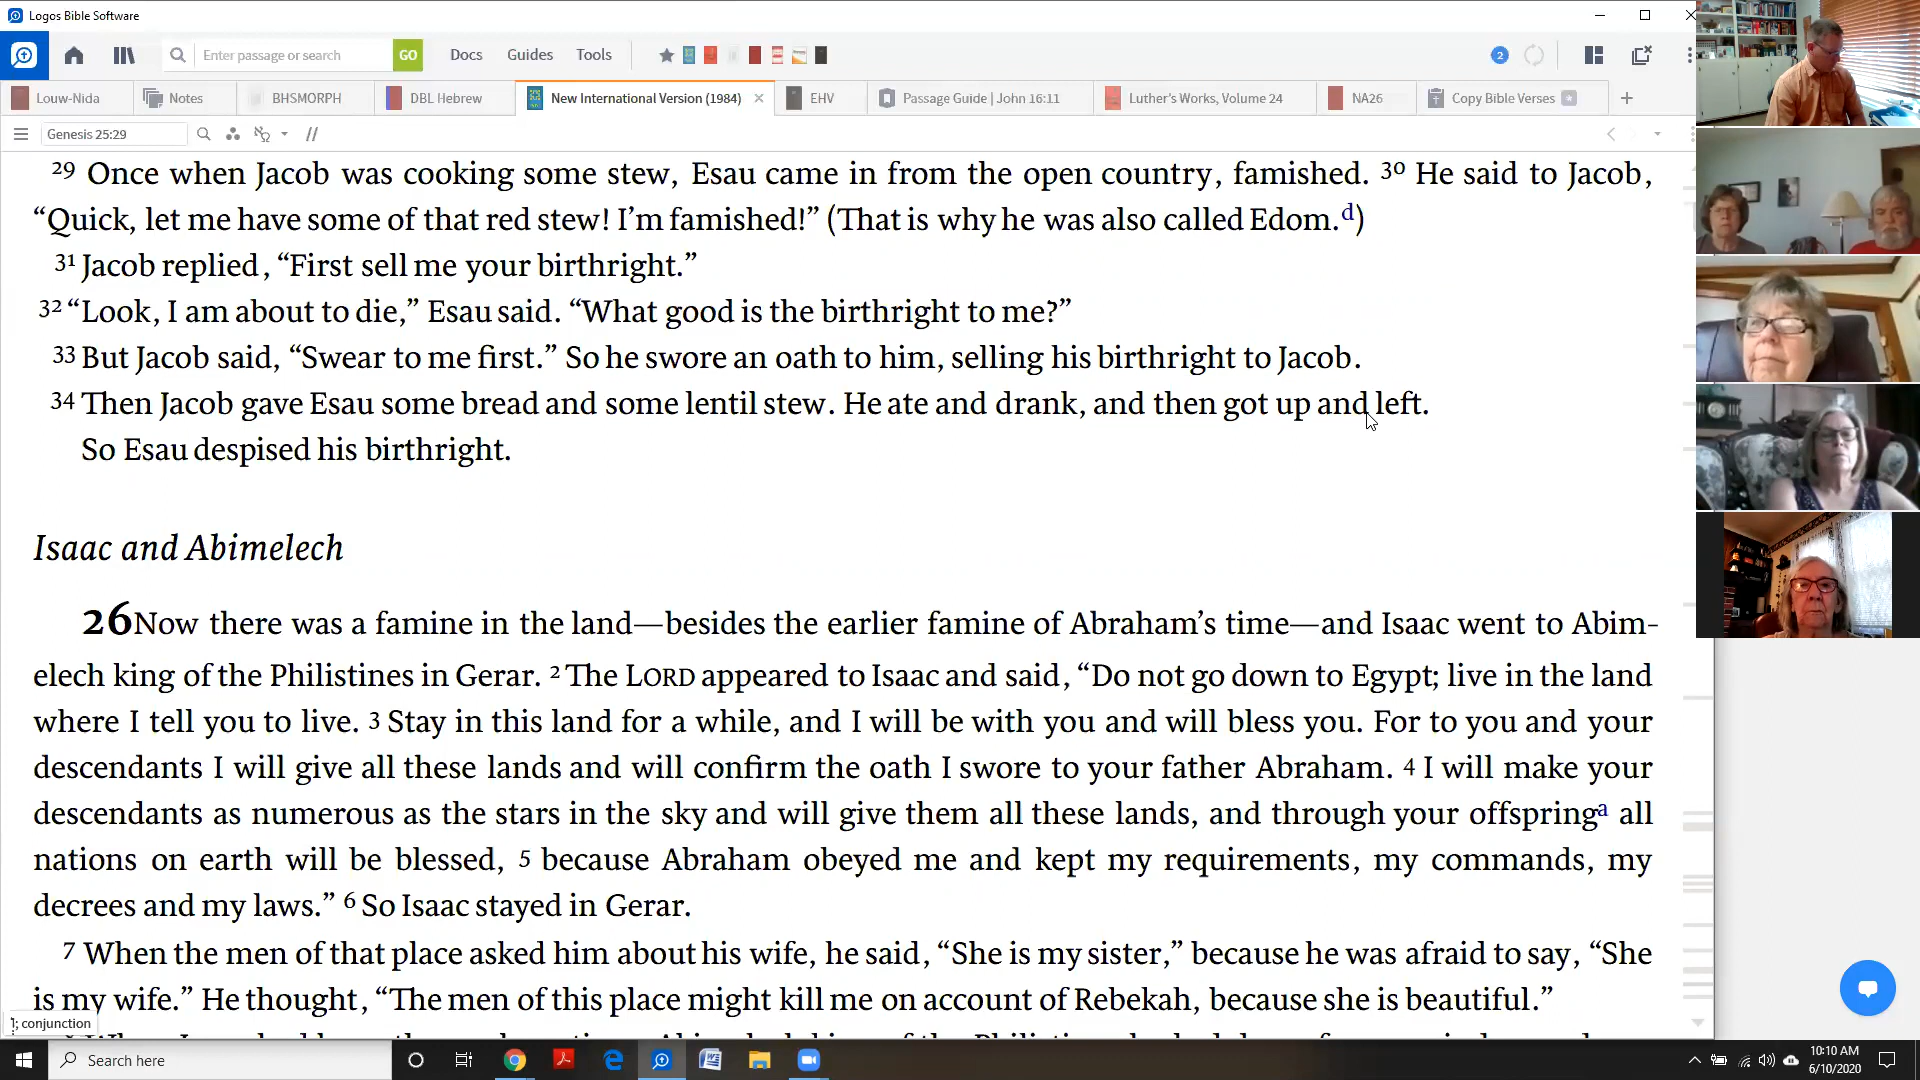 Logos Bible Software
Enter passage or search
GO
Docs
Guides
Tools
2
Louw-Nida
Notes
BHSMORPH
DBL Hebrew
New International Version (1984)
EHV
Passage Guide | John 16:11
Luther's Works, Volume 24
NA26
Copy Bible Verses
Genesis 25:29
29 Once when Jacob was cooking some stew, Esau came in from the open country, famished. 30 He said to Jacob,
“Quick, let me have some of that red stew! I’m famished!” (That is why he was also called Edom.d)
31 Jacob replied, “First sell me your birthright.”
32 “Look, I am about to die,” Esau said. “What good is the birthright to me?”
33 But Jacob said, “Swear to me first.” So he swore an oath to him, selling his birthright to Jacob.
34 Then Jacob gave Esau some bread and some lentil stew. He ate and drank, and then got up and left.
So Esau despised his birthright.
Isaac and Abimelech
26 Now there was a famine in the land—besides the earlier famine of Abraham’s time—and Isaac went to Abim-
elech king of the Philistines in Gerar. 2 The LORD appeared to Isaac and said, “Do not go down to Egypt; live in the land
where I tell you to live. 3 Stay in this land for a while, and I will be with you and will bless you. For to you and your
descendants I will give all these lands and will confirm the oath I swore to your father Abraham. 4 I will make your
descendants as numerous as the stars in the sky and will give them all these lands, and through your offspringa all
nations on earth will be blessed, 5 because Abraham obeyed me and kept my requirements, my commands, my
decrees and my laws.” 6 So Isaac stayed in Gerar.
7 When the men of that place asked him about his wife, he said, “She is my sister,” because he was afraid to say, “She
is my wife.” He thought, “The men of this place might kill me on account of Rebekah, because she is beautiful.”
; conjunction
Search here
10:10 AM
6/10/2020